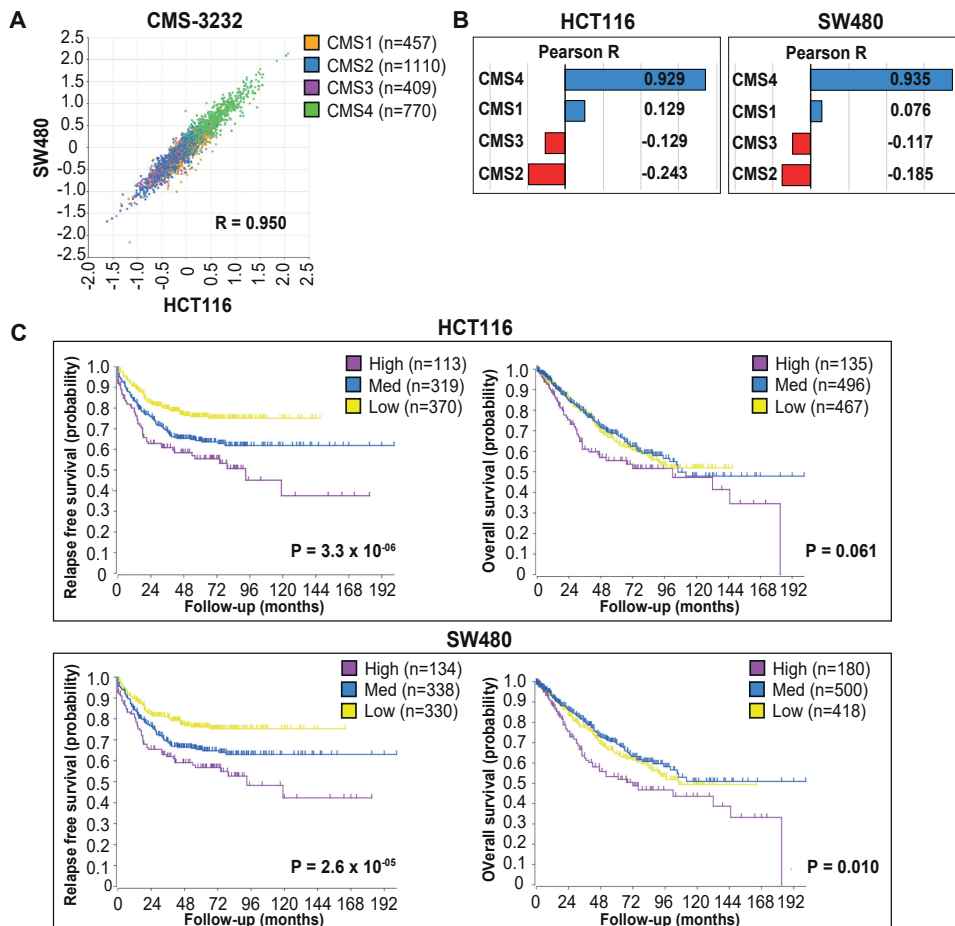 A
CMS-3232
2.5
2.0
1.5
1.0
0.5
0
-0.5
-1.0
-1.5
-2.0
-2.5
SW480
-2.0
-1.5
-1.0
-0.5
0
0.5
1.0
1.5
2.0
2.5
HCT116
R = 0.950
CMS1 (n=457)
CMS2 (n=1110)
CMS3 (n=409)
CMS4 (n=770)
B
HCT116
Pearson R
CMS4 0.929
CMS1 0.129
CMS3 -0.129
CMS2 -0.243
SW480
Pearson R
CMS4 0.935
CMS1 0.076
CMS3 -0.117
CMS2 -0.185
C
HCT116
Relapse free survival (probability)
1.0
0.9
0.8
0.7
0.6
0.5
0.4
0.3
0.2
0.1
0
High (n=113)
Med (n=319)
Low (n=370)
P = 3.3 x 10-06
0 24 48 72 96 120 144 168 192
Follow-up (months)
Overall survival (probability)
1.0
0.9
0.8
0.7
0.6
0.5
0.4
0.3
0.2
0.1
0
High (n=135)
Med (n=496)
Low (n=467)
P = 0.061
0 24 48 72 96 120 144 168 192
Follow-up (months)
SW480
Relapse free survival (probability)
1.0
0.9
0.8
0.7
0.6
0.5
0.4
0.3
0.2
0.1
0
High (n=134)
Med (n=338)
Low (n=330)
P = 2.6 x 10-05
0 24 48 72 96 120 144 168 192
Follow-up (months)
OVerall survival (probability)
1.0
0.9
0.8
0.7
0.6
0.5
0.4
0.3
0.2
0.1
0
High (n=180)
Med (n=500)
Low (n=418)
P = 0.010
0 24 48 72 96 120 144 168 192
Follow-up (months)